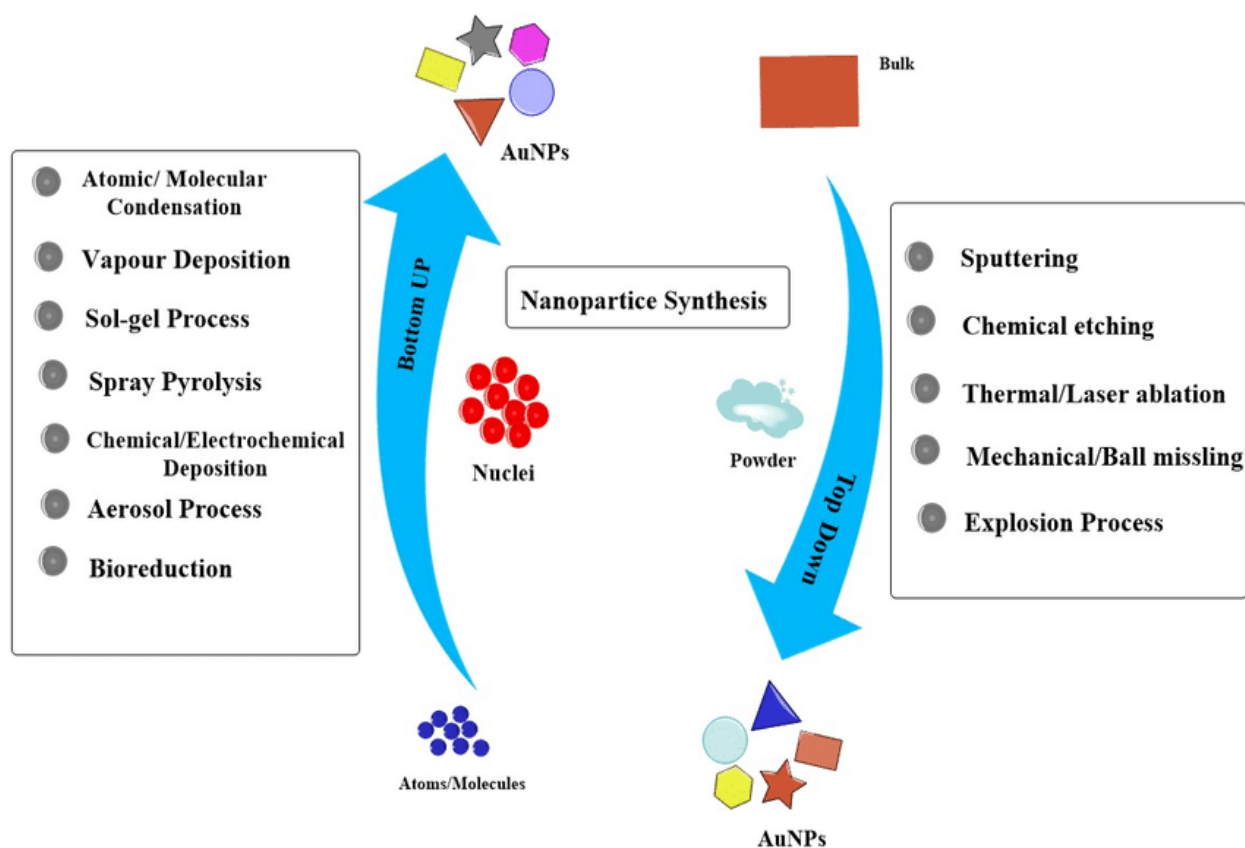 AuNPs
Bulk
Atomic/ Molecular
Condensation
Vapour Deposition
Sol-gel Process
Spray Pyrolysis
Chemical/Electrochemical
Deposition
Aerosol Process
Bioreduction
Bottom UP
Nanopartice Synthesis
Nuclei
Powder
Top Down
Sputtering
Chemical etching
Thermal/Laser ablation
Mechanical/Ball missling
Explosion Process
Atoms/Molecules
AuNPs